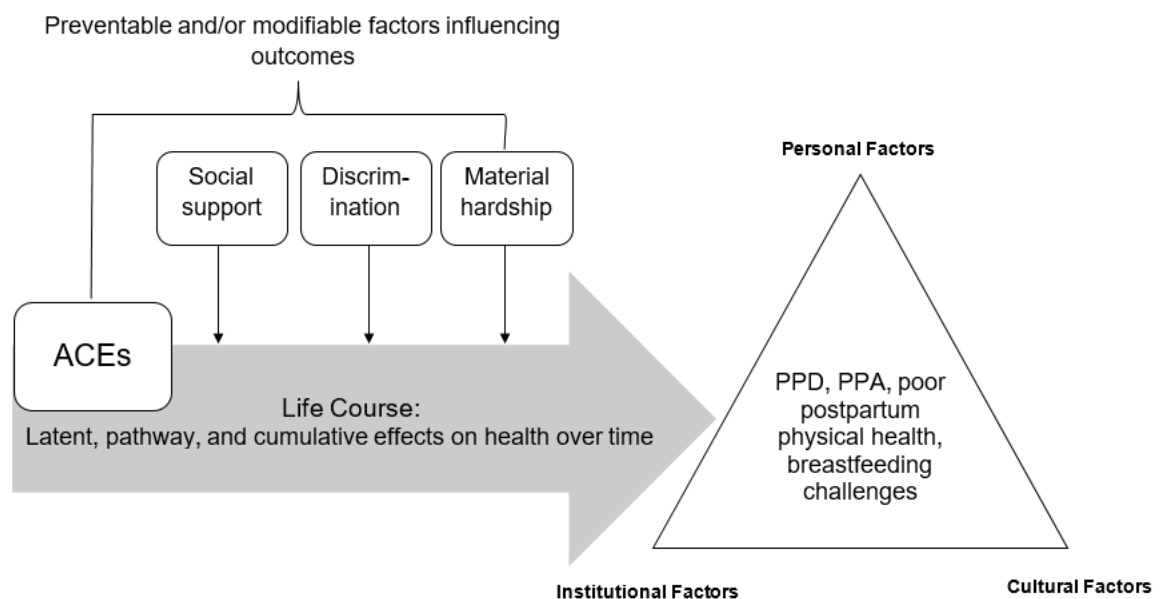 Preventable and/or modifiable factors influencing
outcomes
Social
support
Discrim-
ination
Material
hardship
ACEs
Life Course:
Latent, pathway, and cumulative effects on health over time
Personal Factors
PPD, PPA, poor
postpartum
physical health,
breastfeeding
challenges
Institutional Factors
Cultural Factors